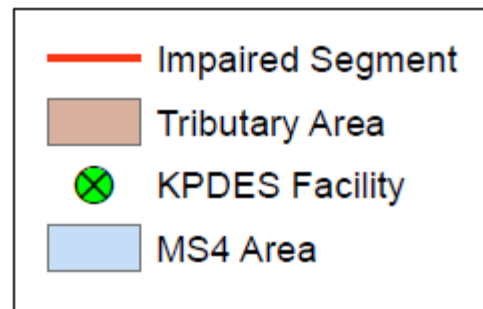 Impaired Segment
Tributary Area
KPDES Facility
MS4 Area